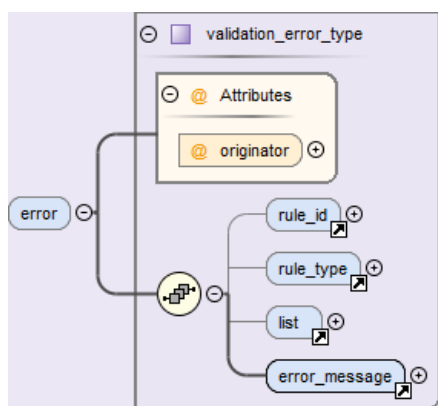 validation_error_type
@ Attributes
@ originator
error
rule_id
rule_type
list
error_message